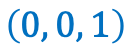 (0, 0, 1)